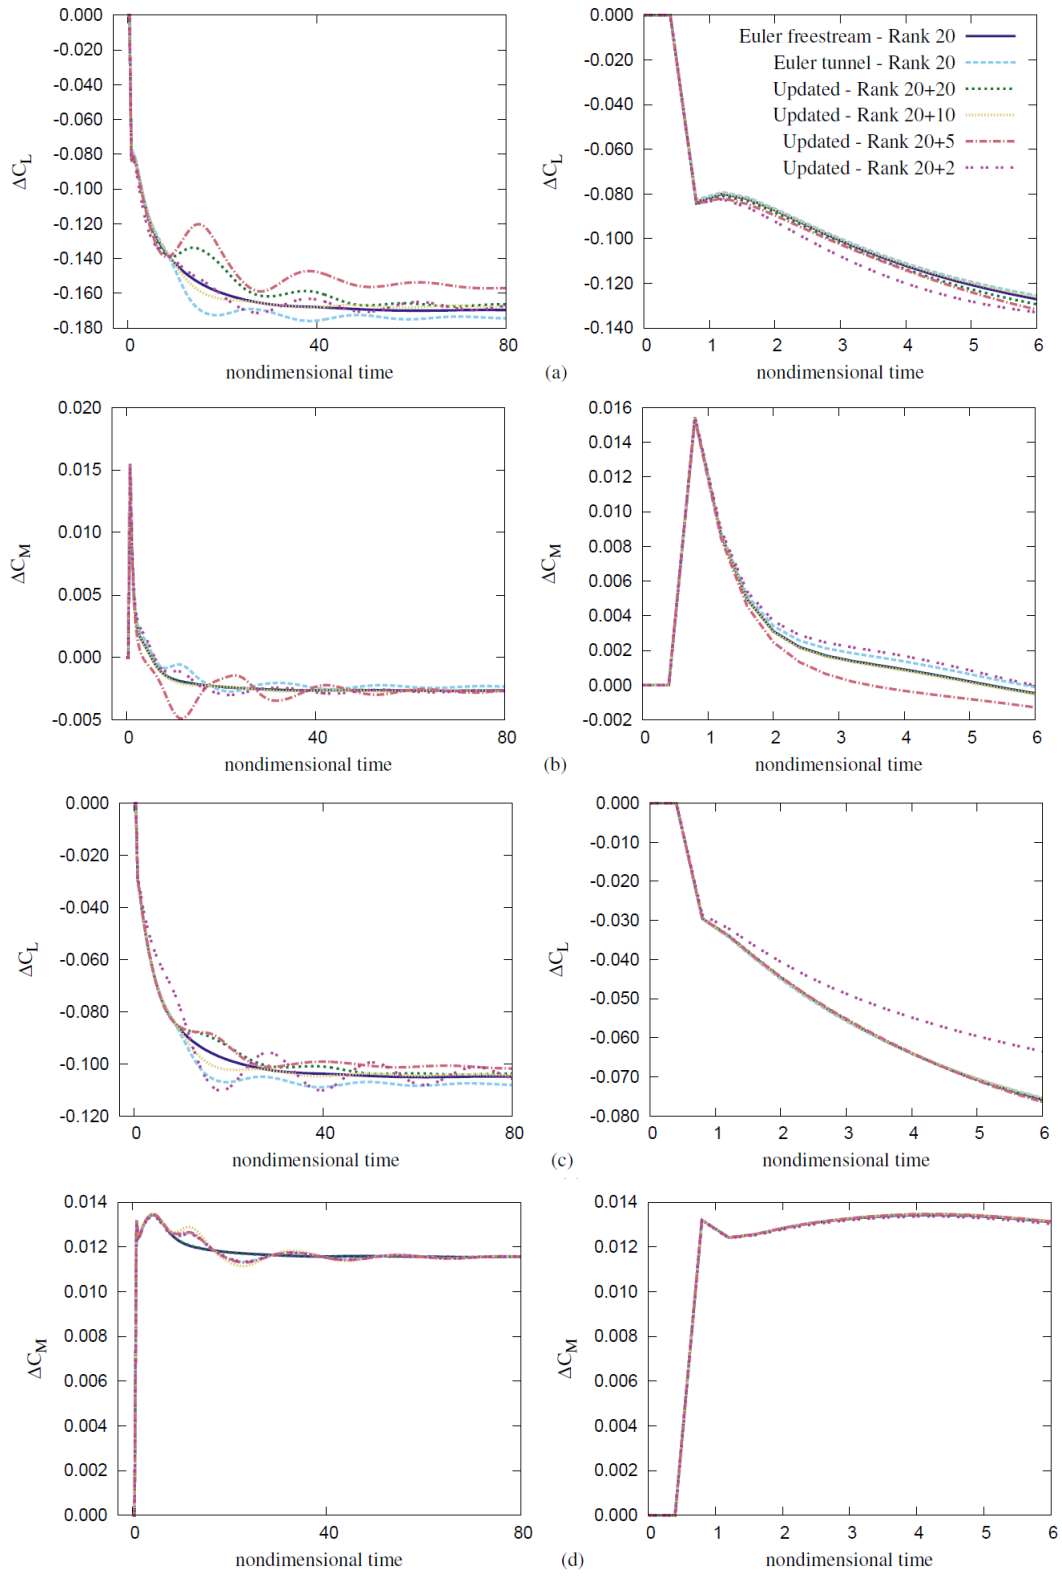 0.000
-0.020
-0.040
-0.060
-0.080
-0.100
-0.120
-0.140
-0.160
-0.180
ΔC_L
0 40 80
nondimensional time
0.000
-0.020
-0.040
-0.060
-0.080
-0.100
-0.120
-0.140
ΔC_L
Euler freestream - Rank 20
Euler tunnel - Rank 20
Updated - Rank 20+20
Updated - Rank 20+10
Updated - Rank 20+5
Updated - Rank 20+2
0 1 2 3 4 5 6
nondimensional time
(a)
0.020
0.015
0.010
0.005
0.000
-0.005
ΔC_M
0 40 80
nondimensional time
0.016
0.014
0.012
0.010
0.008
0.006
0.004
0.002
0.000
-0.002
ΔC_M
0 1 2 3 4 5 6
nondimensional time
(b)
0.000
-0.020
-0.040
-0.060
-0.080
-0.100
-0.120
ΔC_L
0 40 80
nondimensional time
0.000
-0.010
-0.020
-0.030
-0.040
-0.050
-0.060
-0.070
-0.080
ΔC_L
0 1 2 3 4 5 6
nondimensional time
(c)
0.014
0.012
0.010
0.008
0.006
0.004
0.002
0.000
ΔC_M
0 40 80
nondimensional time
0.014
0.012
0.010
0.008
0.006
0.004
0.002
0.000
ΔC_M
0 1 2 3 4 5 6
nondimensional time
(d)